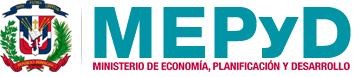 MEPyD
MINISTERIO DE ECONOMÍA, PLANIFICACIÓN Y DESARROLLO